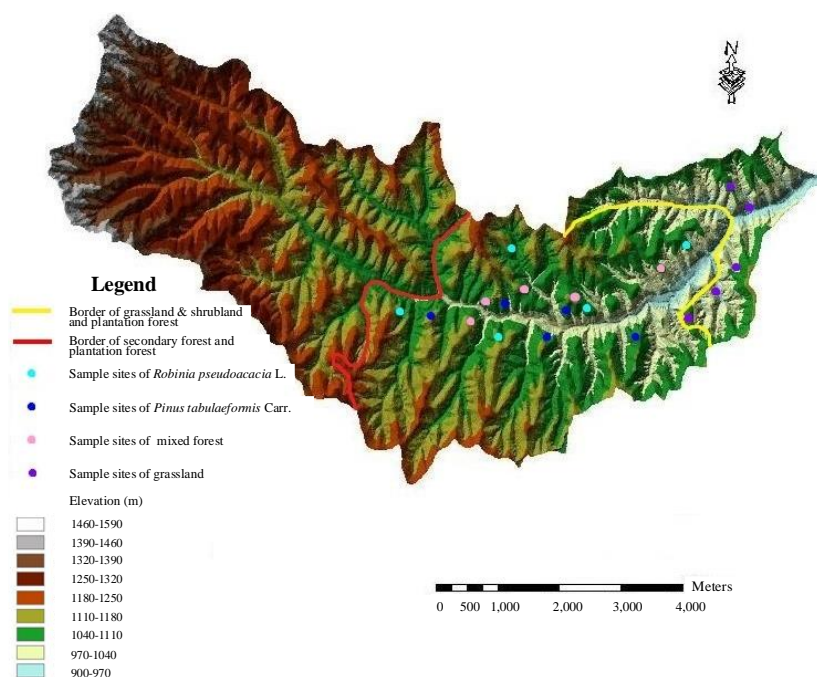 N
Legend
Border of grassland & shrubland
and plantation forest
Border of secondary forest and
plantation forest
Sample sites of Robinia pseudoacacia L.
Sample sites of Pinus tabulaeformis Carr.
Sample sites of mixed forest
Sample sites of grassland
Elevation (m)
1460-1590
1390-1460
1320-1390
1250-1320
1180-1250
1110-1180
1040-1110
970-1040
900-970
Meters
0 500 1,000 2,000 3,000 4,000